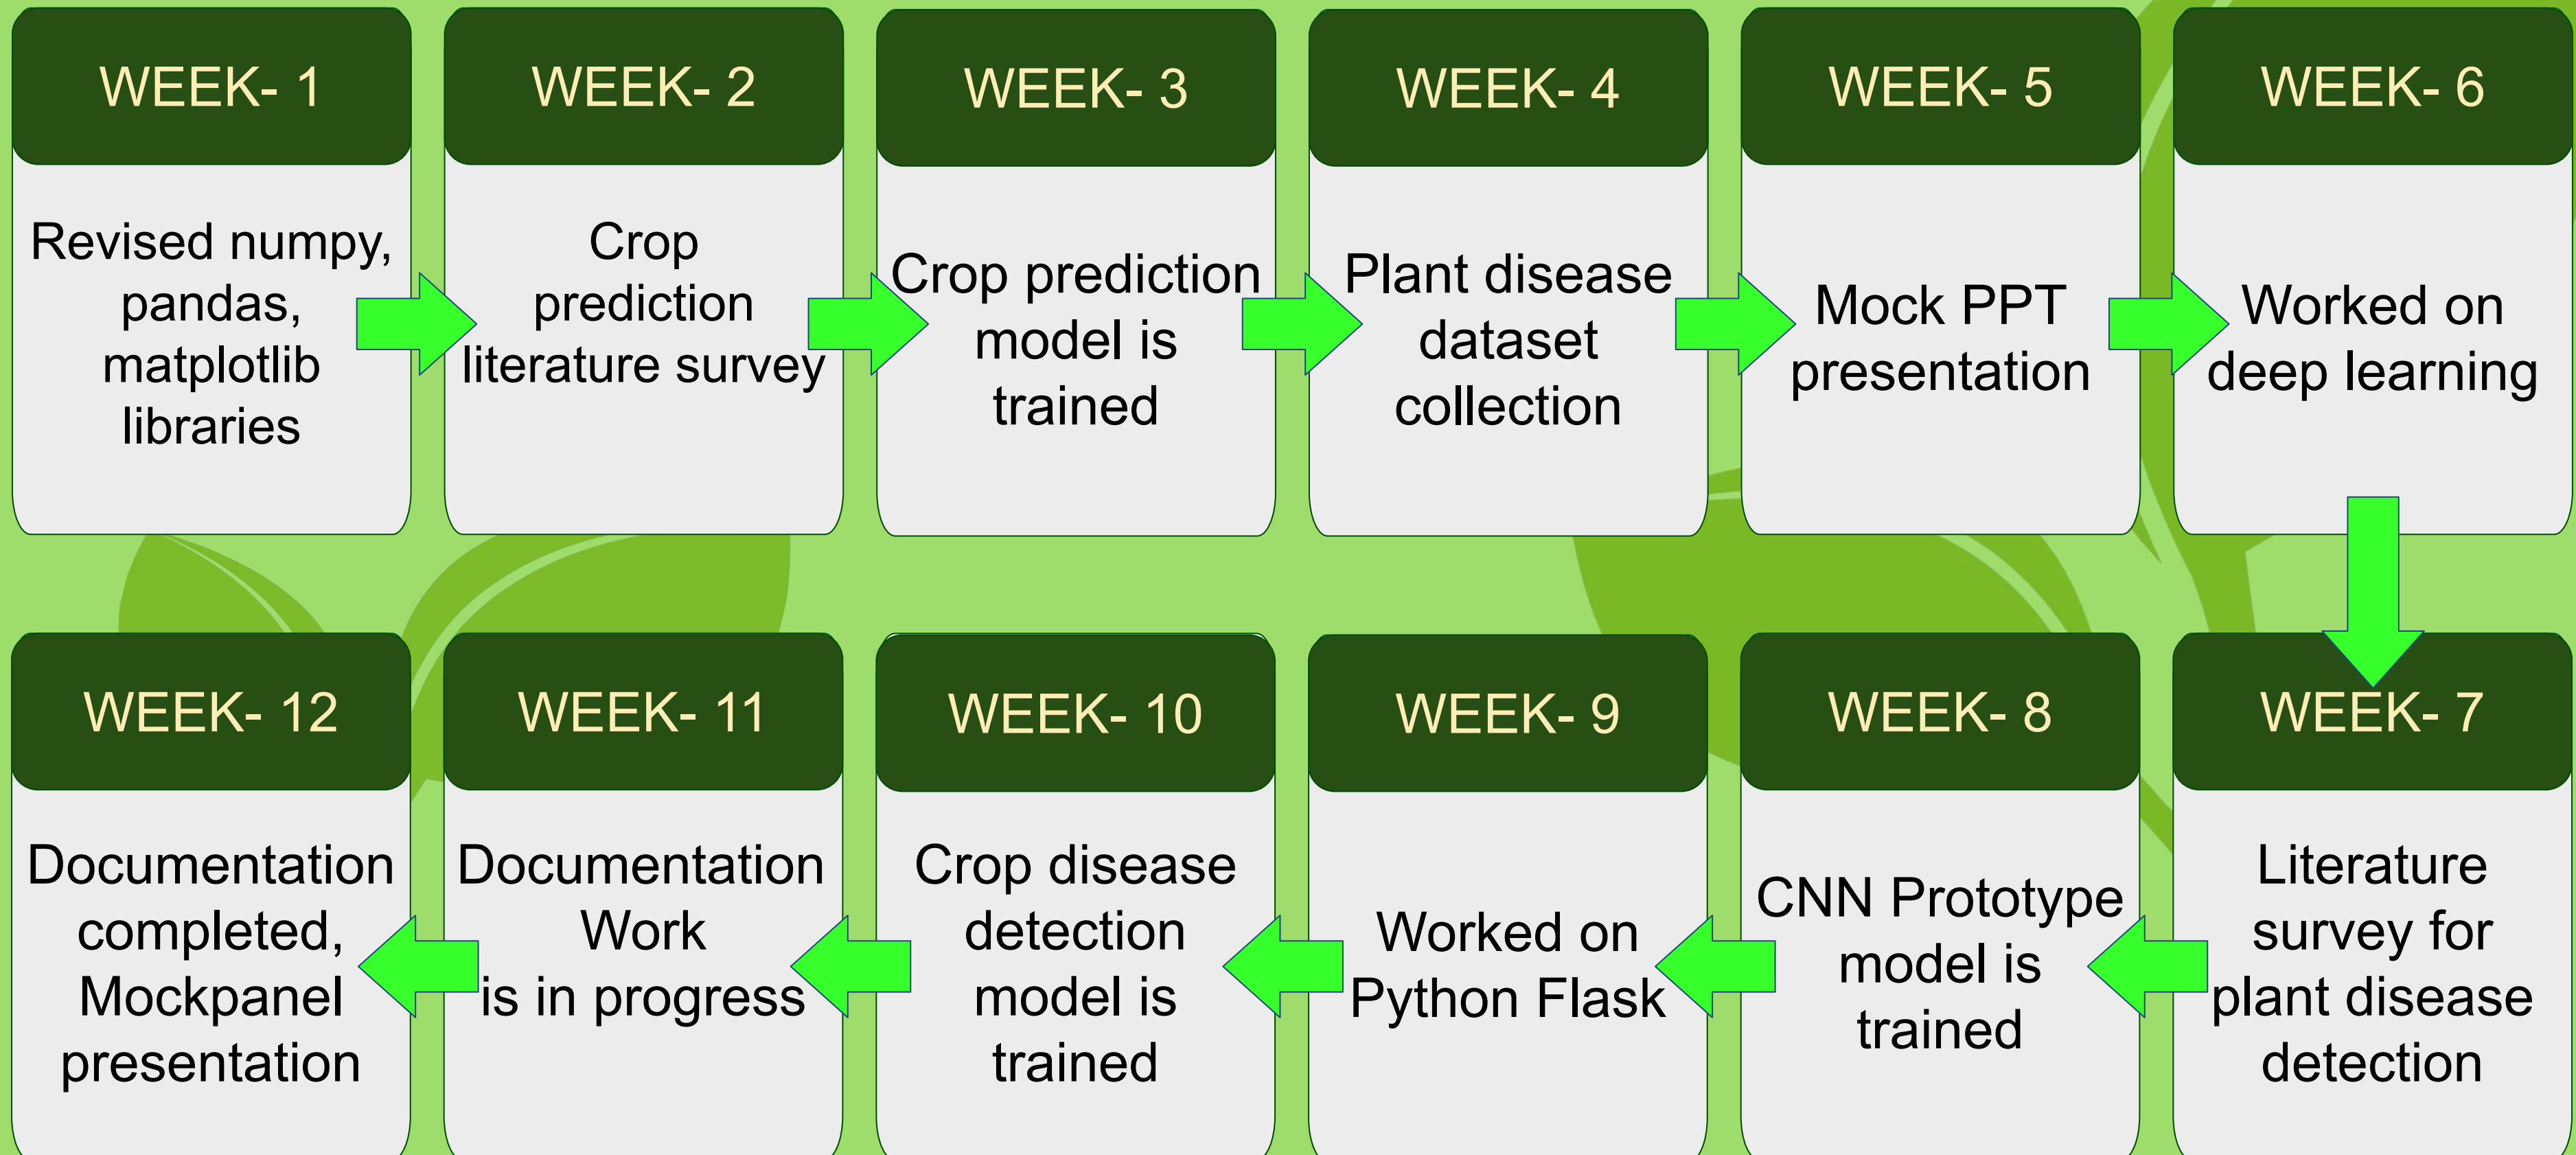 WEEK- 1
Revised numpy,
pandas,
matplotlib
libraries
WEEK- 2
Crop
prediction
literature survey
WEEK- 3
Crop prediction
model is
trained
WEEK- 4
Plant disease
dataset
collection
WEEK- 5
Mock PPT
presentation
WEEK- 6
Worked on
deep learning
WEEK- 7
Literature
survey for
plant disease
detection
WEEK- 8
CNN Prototype
model is
trained
WEEK- 9
Worked on
Python Flask
WEEK- 10
Crop disease
detection
model is
trained
WEEK- 11
Documentation
Work
is in progress
WEEK- 12
Documentation
completed,
Mockpanel
presentation